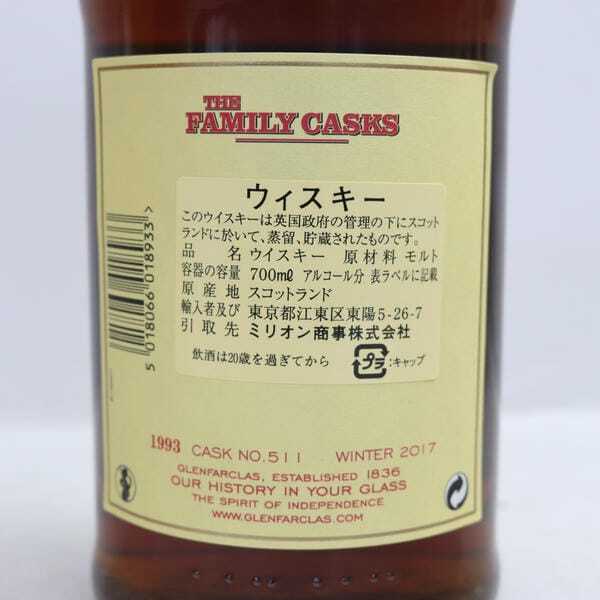 THE
FAMILY CASKS
ウィスキー
このウイスキーは英国政府の管理の下にスコット
ランドに於いて、蒸留、貯蔵されたものです。
品名 ウイスキー 原材料 モルト
容器の容量 700mℓ アルコール分 表ラベルに記載
原産地 スコットランド
輸入者及び 東京都江東区東陽5-26-7
引取先 ミリオン商事株式会社
飲酒は20歳を過ぎてから プラ :キャップ
5 018066 018933 >
1993 CASK NO.511 WINTER 2017
GLENFARCLAS, ESTABLISHED 1836
OUR HISTORY IN YOUR GLASS
THE SPIRIT OF INDEPENDENCE
WWW.GLENFARCLAS.COM